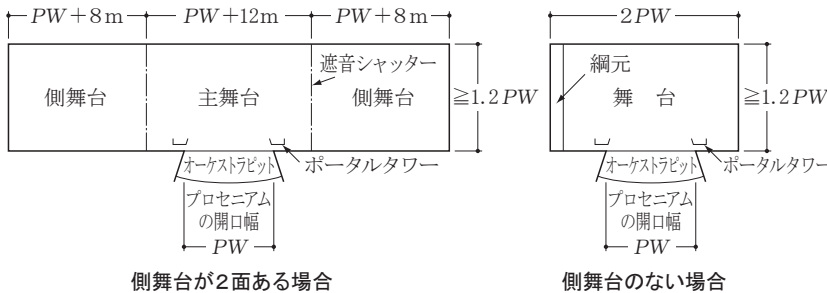 PW+8m
PW+12m
PW+8m
側舞台
主舞台
遮音シャッター
側舞台
≧1.2PW
オーケストラピット
ポータルタワー
プロセニアム
の開口幅
PW
側舞台が2面ある場合
2PW
綱元
舞 台
≧1.2PW
オーケストラピット
ポータルタワー
プロセニアム
の開口幅
PW
側舞台のない場合